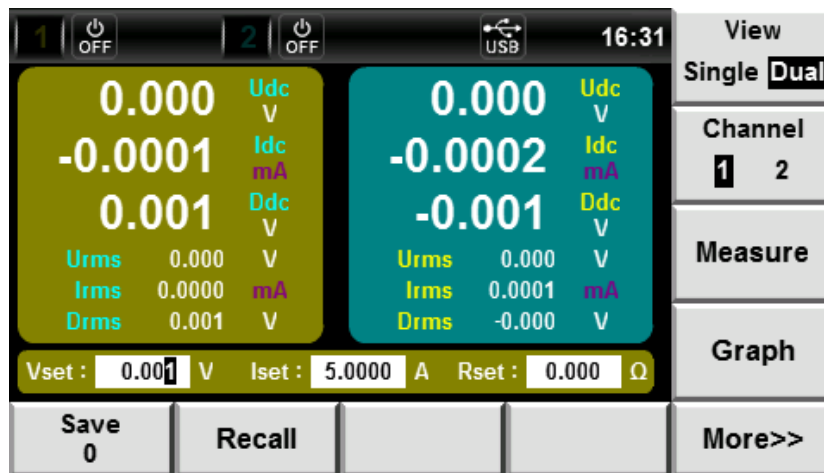 1 OFF 2 OFF USB 16:31
View
Single Dual
0.000 Udc V
-0.0001 Idc mA
0.001 Ddc V
Urms 0.000 V
Irms 0.0000 mA
Drms 0.001 V
0.000 Udc V
-0.0002 Idc mA
-0.001 Ddc V
Urms 0.000 V
Irms 0.0001 mA
Drms -0.000 V
Channel
1 2
Measure
Graph
Vset : 0.001 V Iset : 5.0000 A Rset : 0.000 Ω
Save
0
Recall
More>>